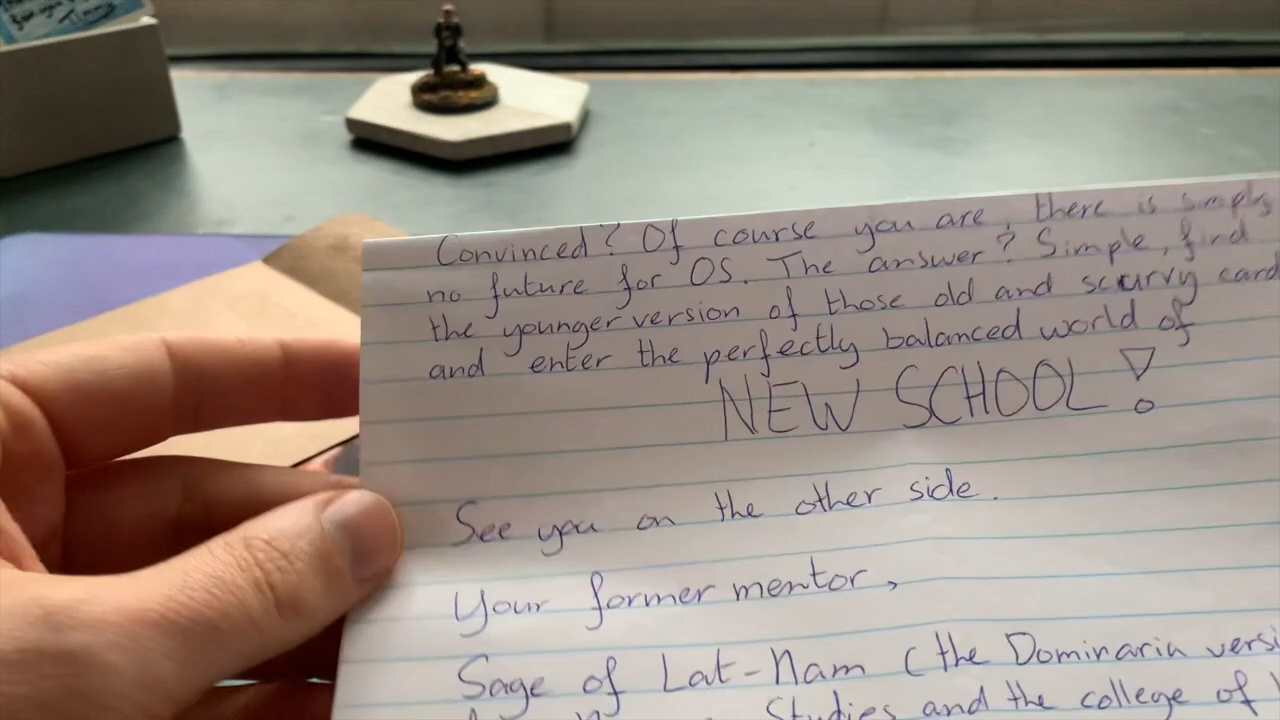 Timmy
Convinced? Of course you are, there is simply
no future for OS. The answer? Simple, find
the younger version of those old and scurvy card
and enter the perfectly balanced world of
NEW SCHOOL!
See you on the other side.
Your former mentor,
Sage of Lat-Nam (the Dominaria versi
Studies and the college of